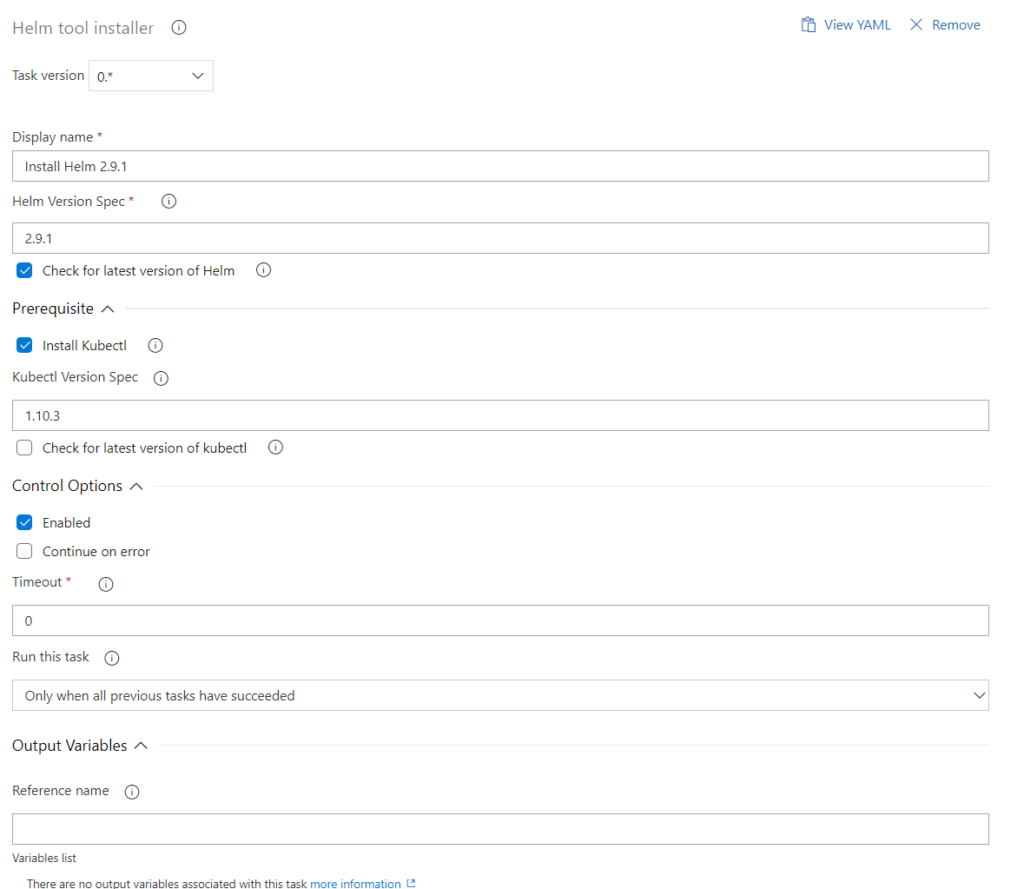 Helm tool installer
View YAML
Remove
Task version
0.*
Display name *
Install Helm 2.9.1
Helm Version Spec *
2.9.1
Check for latest version of Helm
Prerequisite
Install Kubectl
Kubectl Version Spec
1.10.3
Check for latest version of kubectl
Control Options
Enabled
Continue on error
Timeout *
0
Run this task
Only when all previous tasks have succeeded
Output Variables
Reference name
Variables list
There are no output variables associated with this task more information